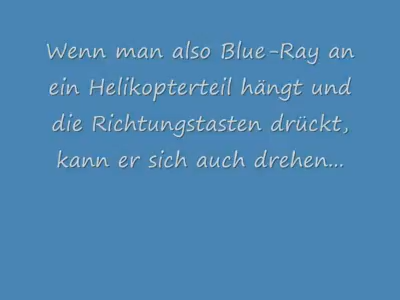 Wenn man also Blue-Ray an
ein Helikopterteil hängt und
die Richtungstasten drückt,
kann er sich auch drehen...